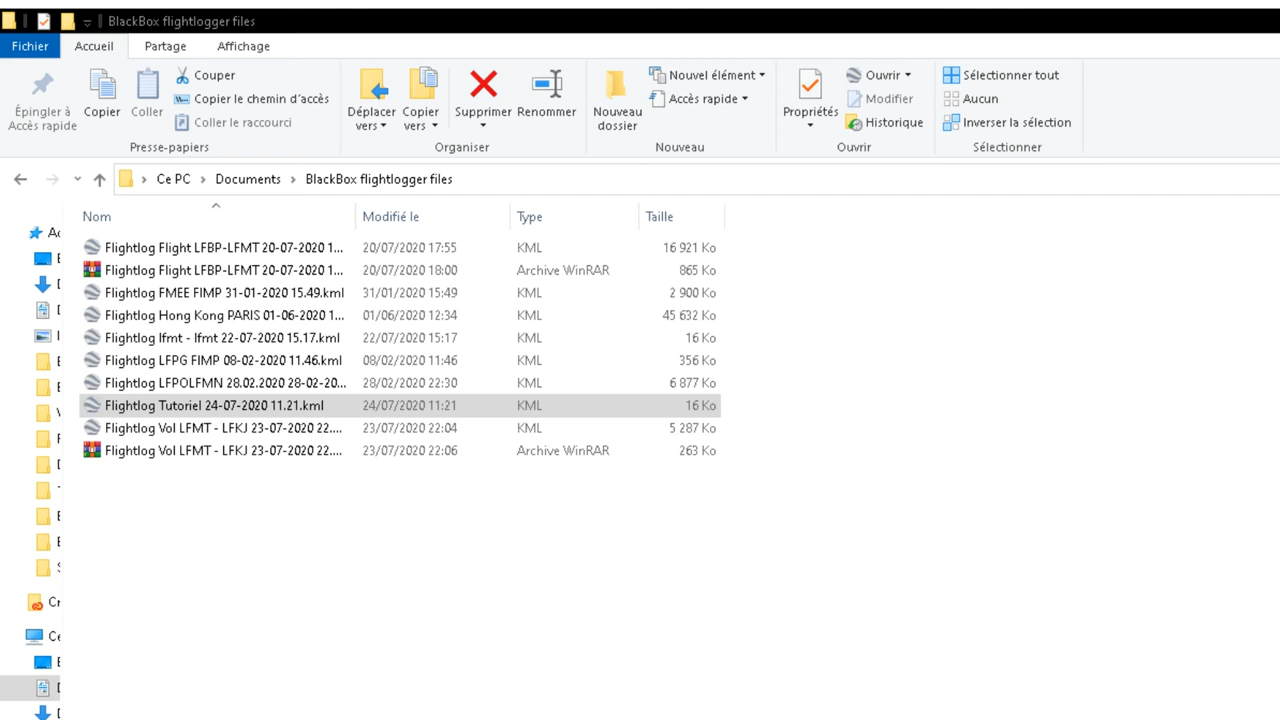 BlackBox flightlogger files
Fichier Accueil Partage Affichage
Épingler à Accès rapide
Copier
Coller
Couper
Copier le chemin d'accès
Coller le raccourci
Presse-papiers
Déplacer vers
Copier vers
Supprimer
Renommer
Organiser
Nouveau dossier
Nouvel élément
Accès rapide
Nouveau
Propriétés
Ouvrir
Modifier
Historique
Ouvrir
Sélectionner tout
Aucun
Inverser la sélection
Sélectionner
Ce PC Documents BlackBox flightlogger files
Nom Modifié le Type Taille
Flightlog Flight LFBP-LFMT 20-07-2020 1... 20/07/2020 17:55 KML 16 921 Ko
Flightlog Flight LFBP-LFMT 20-07-2020 1... 20/07/2020 18:00 Archive WinRAR 865 Ko
Flightlog FMEE FIMP 31-01-2020 15.49.kml 31/01/2020 15:49 KML 2 900 Ko
Flightlog Hong Kong PARIS 01-06-2020 1... 01/06/2020 12:34 KML 45 632 Ko
Flightlog lfmt - lfmt 22-07-2020 15.17.kml 22/07/2020 15:17 KML 16 Ko
Flightlog LFPG FIMP 08-02-2020 11.46.kml 08/02/2020 11:46 KML 356 Ko
Flightlog LFPOLFMN 28.02.2020 28-02-20... 28/02/2020 22:30 KML 6 877 Ko
Flightlog Tutoriel 24-07-2020 11.21.kml 24/07/2020 11:21 KML 16 Ko
Flightlog Vol LFMT - LFKJ 23-07-2020 22.... 23/07/2020 22:04 KML 5 287 Ko
Flightlog Vol LFMT - LFKJ 23-07-2020 22.... 23/07/2020 22:06 Archive WinRAR 263 Ko